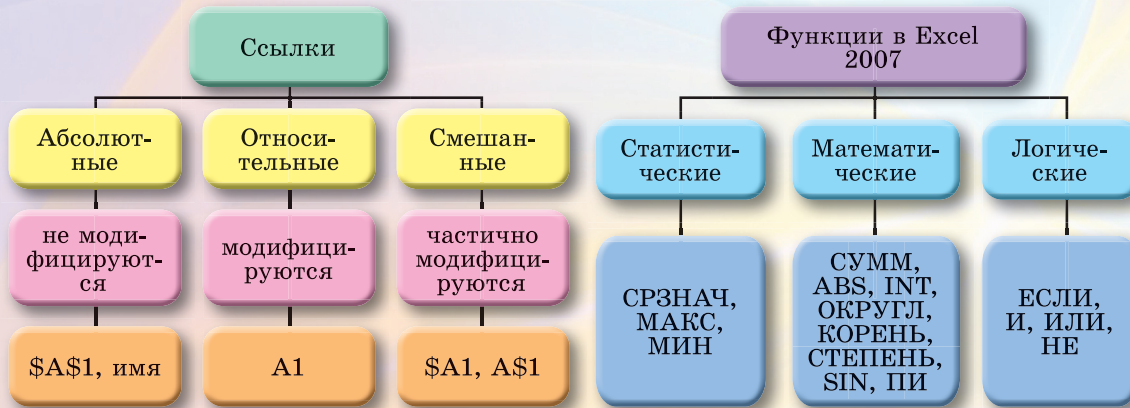 Ссылки
Абсолют-
ные
Относи-
тельные
Смешан-
ные
не моди-
фицируют-
ся
модифици-
руются
частично
модифици-
руются
$A$1, имя
A1
$A1, A$1
Функции в Excel
2007
Статисти-
ческие
Математи-
ческие
Логиче-
ские
СРЗНАЧ,
МАКС,
МИН
СУММ,
ABS, INT,
ОКРУГЛ,
КОРЕНЬ,
СТЕПЕНЬ,
SIN, ПИ
ЕСЛИ,
И, ИЛИ,
НЕ